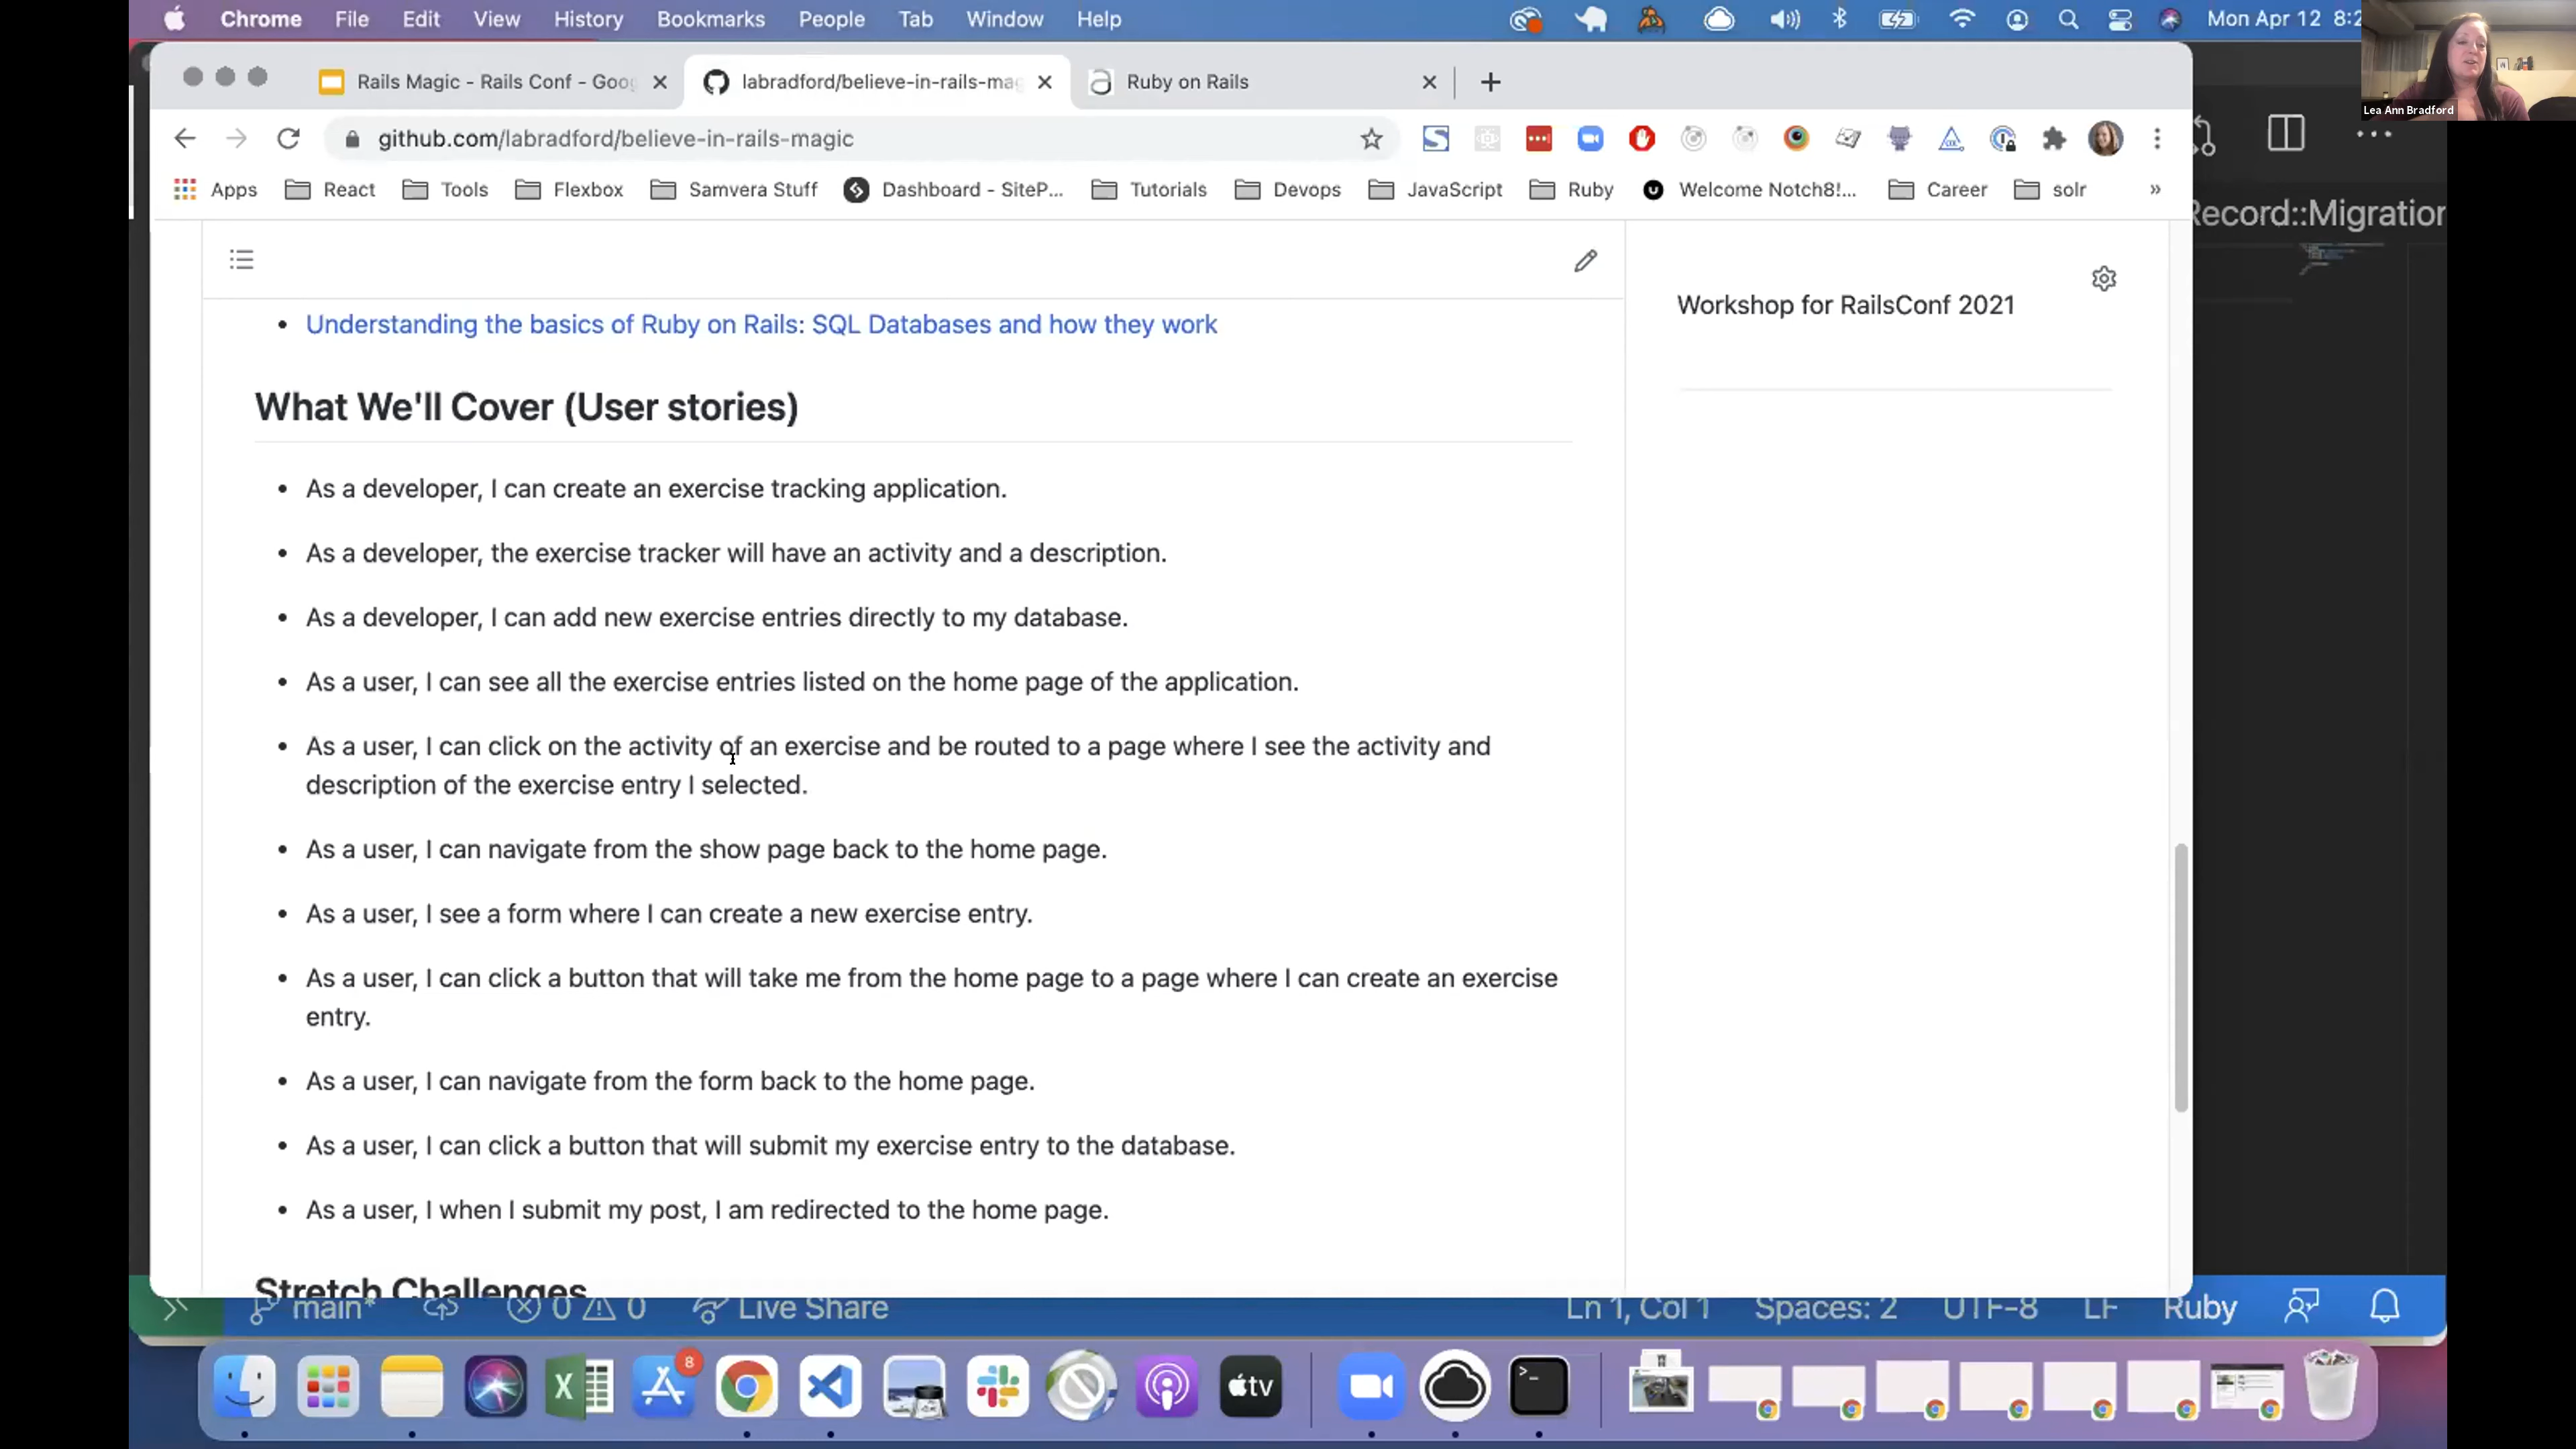 Chrome File Edit View History Bookmarks People Tab Window Help
Mon Apr 12 8:2
Lea Ann Bradford
Rails Magic - Rails Conf - Goog
labradford/believe-in-rails-mag
Ruby on Rails
github.com/labradford/believe-in-rails-magic
Apps React Tools Flexbox Samvera Stuff Dashboard - SiteP... Tutorials Devops JavaScript Ruby Welcome Notch8!... Career solr »
Record::Migration
Understanding the basics of Ruby on Rails: SQL Databases and how they work
Workshop for RailsConf 2021
What We'll Cover (User stories)
• As a developer, I can create an exercise tracking application.
• As a developer, the exercise tracker will have an activity and a description.
• As a developer, I can add new exercise entries directly to my database.
• As a user, I can see all the exercise entries listed on the home page of the application.
• As a user, I can click on the activity of an exercise and be routed to a page where I see the activity and
description of the exercise entry I selected.
• As a user, I can navigate from the show page back to the home page.
• As a user, I see a form where I can create a new exercise entry.
• As a user, I can click a button that will take me from the home page to a page where I can create an exercise
entry.
• As a user, I can navigate from the form back to the home page.
• As a user, I can click a button that will submit my exercise entry to the database.
• As a user, I when I submit my post, I am redirected to the home page.
Stretch Challenges
main* 0 0 Live Share Ln 1, Col 1 Spaces: 2 UTF-8 LF Ruby
8
tv